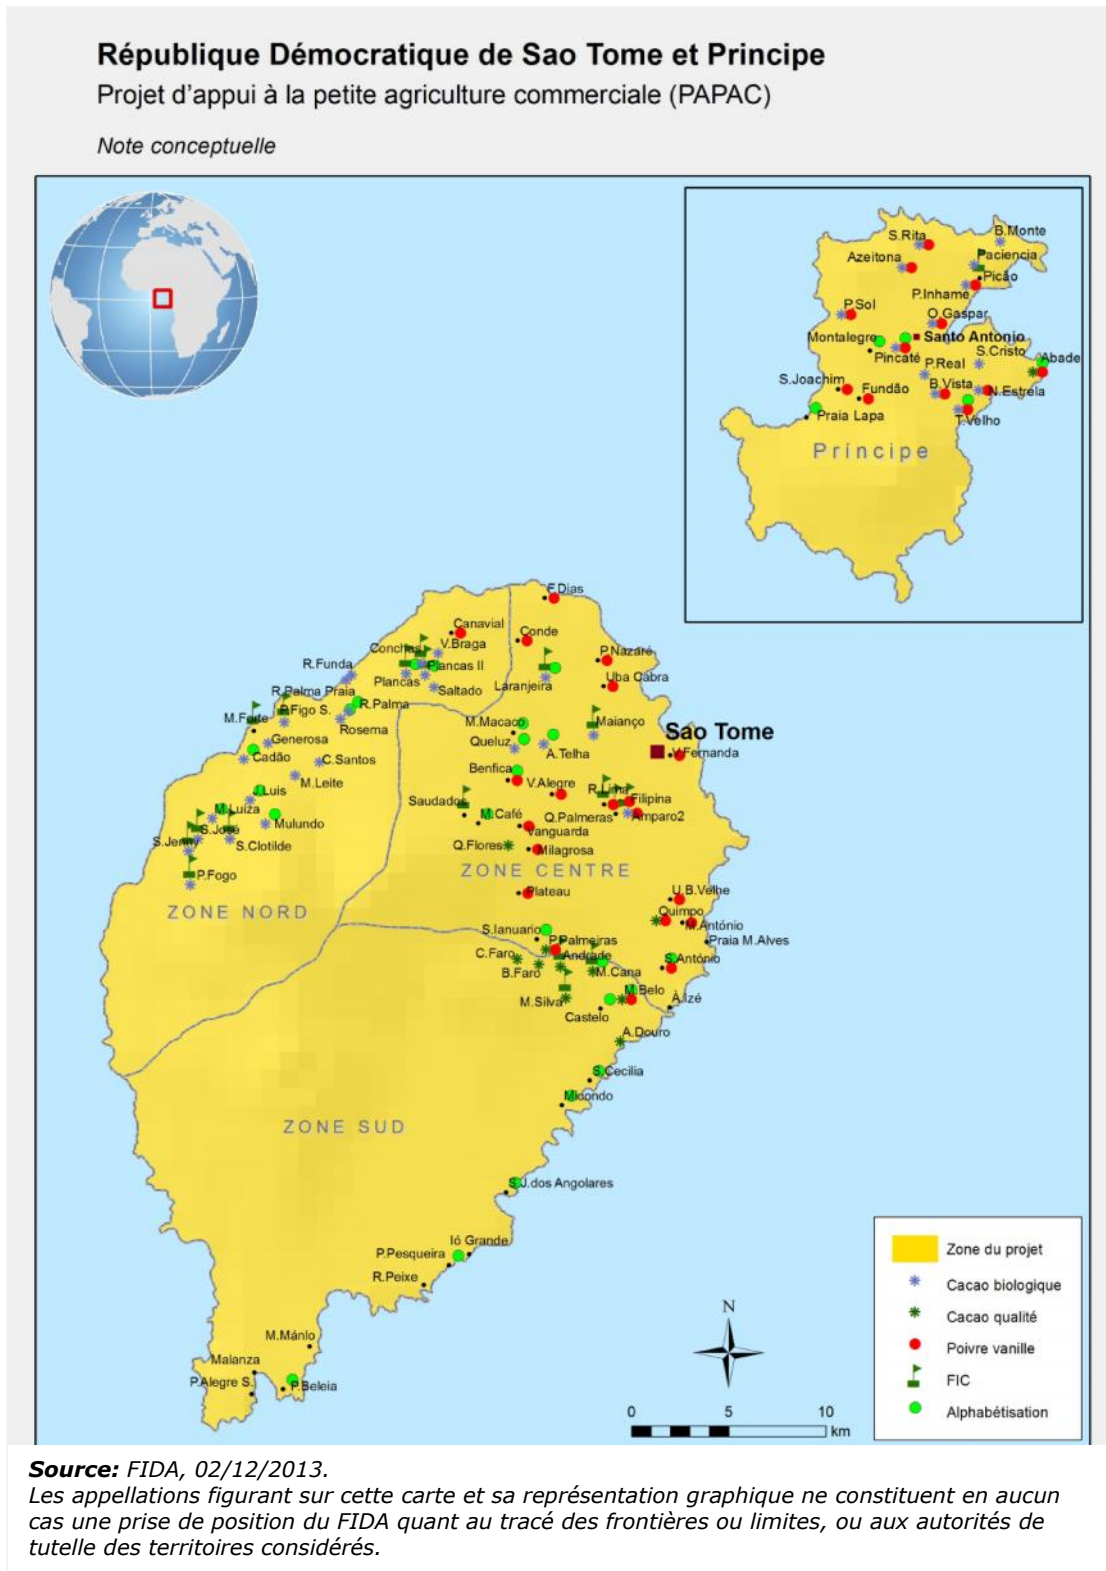 République Démocratique de Sao Tome et Principe
Projet d'appui à la petite agriculture commerciale (PAPAC)
Note conceptuelle
S.Rita
B.Monte
Azeitona
Paciencia
Picão
P.Inhame
P.Sol
O.Gaspar
Montalegre
Santo Antonio
Pincaté
S.Cristo
Abade
P.Real
S.Joachim
Fundão
B.Vista
N.Estrela
Praia Lapa
T.Velho
Príncipe
F.Dias
Canavial
Conde
V.Braga
Conchas
P.Nazaré
R.Funda
Plancas II
Plancas
Uba Cabra
Saltado
Laranjeira
R.Palma Praia
R.Palma
P.Figo S.
M.Forte
Rosema
M.Macaco
Maianço
Sao Tome
Generosa
Queluz
A.Telha
V.Fernanda
Cadão
C.Santos
Benfica
M.Leite
V.Alegre
J.Luis
R.Lima
Filipina
Saudados
M.Luiza
M.Café
Q.Palmeras
Amparo2
Mulundo
S.José
Vanguarda
S.Jenny
S.Clotilde
Q.Flores
Milagrosa
P.Fogo
ZONE CENTRE
Plateau
U.B.Velhe
ZONE NORD
Quimpo
M.António
S.Ianuario
P.Palmeiras
Praia M.Alves
C.Faro
Andrade
S.António
B.Faro
M.Cana
M.Silva
M.Belo
À.Izé
Castelo
A.Douro
S.Cecilia
Micondo
ZONE SUD
S.J.dos Angolares
Ió Grande
P.Pesqueira
R.Peixe
M.Mánlo
Malanza
P.Alegre S.
P.Beleia
Zone du projet
Cacao biologique
Cacao qualité
Poivre vanille
FIC
Alphabétisation
N
0 5 10
km
Source: FIDA, 02/12/2013.
Les appellations figurant sur cette carte et sa représentation graphique ne constituent en aucun
cas une prise de position du FIDA quant au tracé des frontières ou limites, ou aux autorités de
tutelle des territoires considérés.